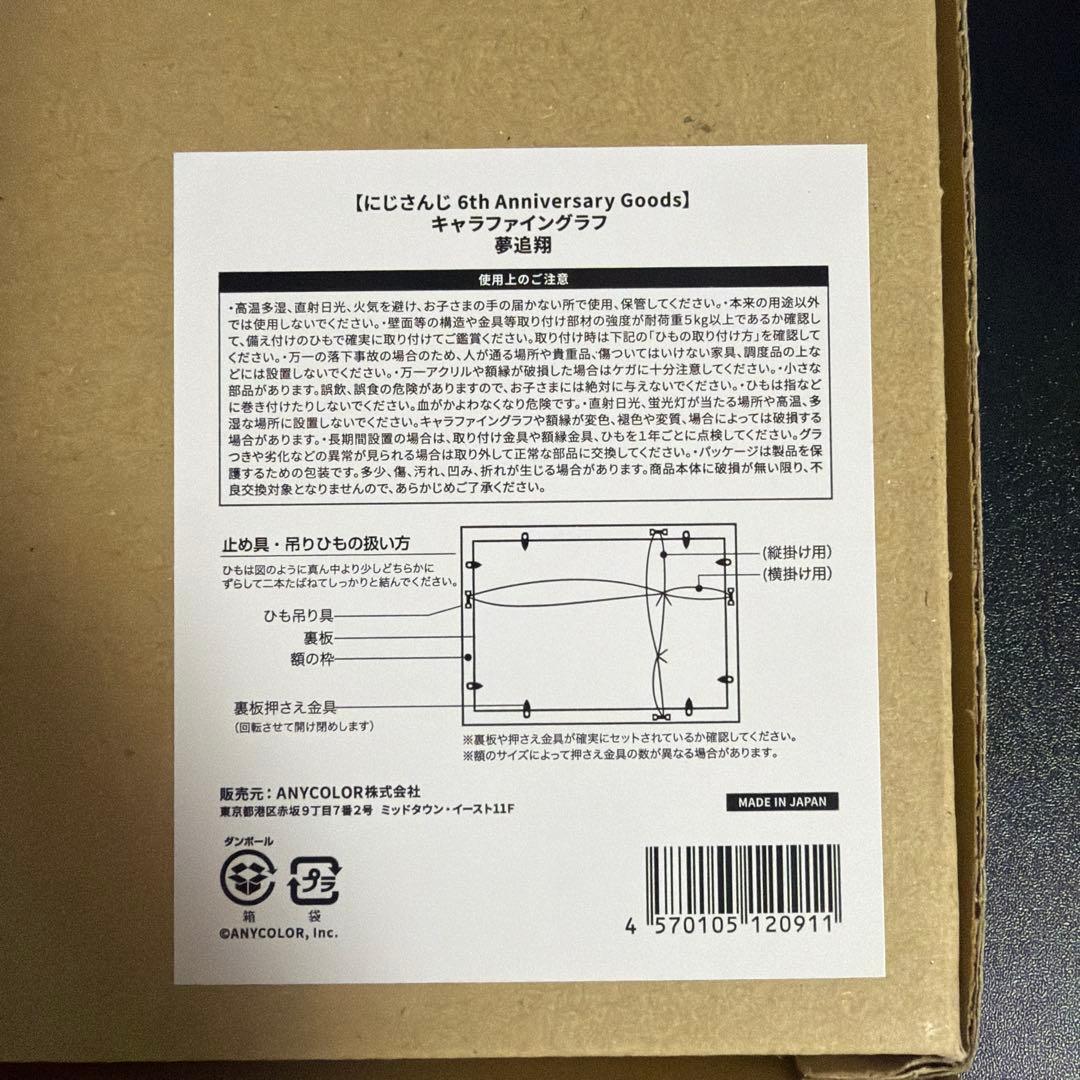 【にじさんじ 6th Anniversary Goods】
キャラファイングラフ
夢追翔
使用上のご注意
・高温多湿、直射日光、火気を避け、お子さまの手の届かない所で使用、保管してください。・本来の用途以外
では使用しないでください。・壁面等の構造や金具等取り付け部材の強度が耐荷重5kg以上であるか確認し
て、備え付けのひもで確実に取り付けてご鑑賞ください。取り付け時は下記の「ひもの取り付け方」を確認して
ください。・万一の落下事故の場合のため、人が通る場所や貴重品、傷ついてはいけない家具、調度品の上な
どには設置しないでください。・万一アクリルや額縁が破損した場合はケガに十分注意してください。・小さな
部品があります。誤飲、誤食の危険がありますので、お子さまには絶対に与えないでください。・ひもは指など
に巻き付けたりしないでください。血がかよわなくなり危険です。・直射日光、蛍光灯が当たる場所や高温、多
湿な場所に設置しないでください。キャラファイングラフや額縁が変色、褪色や変質、場合によっては破損する
場合があります。・長期間設置の場合は、取り付け金具や額縁金具、ひもを1年ごとに点検してください。グラ
つきや劣化などの異常が見られる場合は取り外して正常な部品に交換してください。・パッケージは製品を保
護するための包装です。多少、傷、汚れ、凹み、折れが生じる場合があります。商品本体に破損が無い限り、不
良交換対象となりませんので、あらかじめご了承ください。
止め具・吊りひもの扱い方
ひもは図のように真ん中より少しどちらかに
ずらして二本たばねてしっかりと結んでください。
(縦掛け用)
(横掛け用)
ひも吊り具
裏板
額の枠
裏板押さえ金具
(回転させて開け閉めします)
※裏板や押さえ金具が確実にセットされているか確認してください。
※額のサイズによって押さえ金具の数が異なる場合があります。
販売元：ANYCOLOR株式会社
東京都港区赤坂9丁目7番2号 ミッドタウン・イースト11F
MADE IN JAPAN
ダンボール
プラ
箱
袋
©ANYCOLOR, Inc.
4 570105 120911